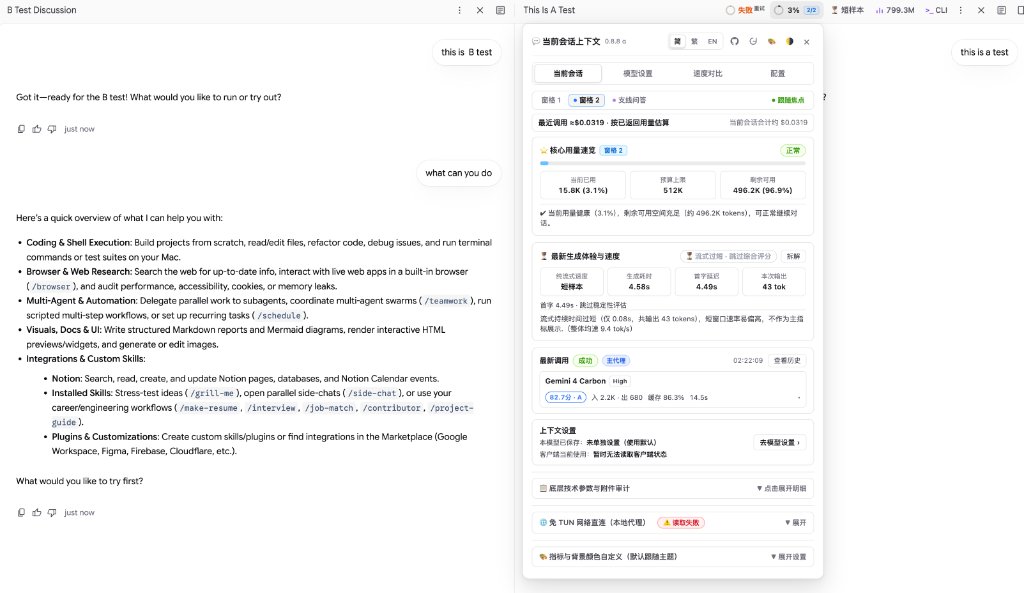 B Test Discussion
this is B test
Got it—ready for the B test! What would you like to run or try out?
just now
what can you do
Here's a quick overview of what I can help you with:
• Coding & Shell Execution: Build projects from scratch, read/edit files, refactor code, debug issues, and run terminal
commands or test suites on your Mac.
• Browser & Web Research: Search the web for up-to-date info, interact with live web apps in a built-in browser
( /browser ), and audit performance, accessibility, cookies, or memory leaks.
• Multi-Agent & Automation: Delegate parallel work to subagents, coordinate multi-agent swarms ( /teamwork ), run
scripted multi-step workflows, or set up recurring tasks ( /schedule ).
• Visuals, Docs & UI: Write structured Markdown reports and Mermaid diagrams, render interactive HTML
previews/widgets, and generate or edit images.
• Integrations & Custom Skills:
• Notion: Search, read, create, and update Notion pages, databases, and Notion Calendar events.
• Installed Skills: Stress-test ideas ( /grill-me ), open parallel side-chats ( /side-chat ), or use your
career/engineering workflows ( /make-resume , /interview , /job-match , /contributor , /project-
guide ).
• Plugins & Customizations: Create custom skills/plugins or find integrations in the Marketplace (Google
Workspace, Figma, Firebase, Cloudflare, etc.).
What would you like to try first?
just now
This Is A Test
失败 重试 3% 2/2 短样本 799.3M >_ CLI
this is a test
?
当前会话上下文 0.8.8
简 繁 EN
当前会话 模型设置 速度对比 配置
窗格 1 • 窗格 2 • 支线问答 • 跟随焦点
最近调用 ≈$0.0319 · 按已返回用量估算 当前会话合计约 $0.0319
核心用量速览 窗格 2 正常
当前已用 预算上限 剩余可用
15.8K (3.1%) 512K 496.2K (96.9%)
✔ 当前用量健康（3.1%），剩余可用空间充足（约 496.2K tokens），可正常继续对
话。
最新生成体验与速度 流式过短 · 跳过综合评分 拆解
纯流式速度 生成耗时 首字延迟 本次输出
短样本 4.58s 4.49s 43 tok
首字 4.49s · 跳过稳定性评估
流式持续时间过短（仅 0.08s，共输出 43 tokens），短窗口速率易偏高，不作为主指
标展示。（整体均速 9.4 tok/s）
最新调用 成功 主代理 02:22:09 查看历史
Gemini 4 Carbon High
82.7分 · A 入 2.2K · 出 680 缓存 86.3% 14.5s
上下文设置
本模型已保存：未单独设置（使用默认）
客户端当前使用：暂时无法读取客户端状态
去模型设置 ›
底层技术参数与附件审计 ▼ 点击展开明细
免 TUN 网络直连（本地代理） 读取失败 ▼ 展开
指标与背景颜色自定义（默认跟随主题） ▼ 展开设置